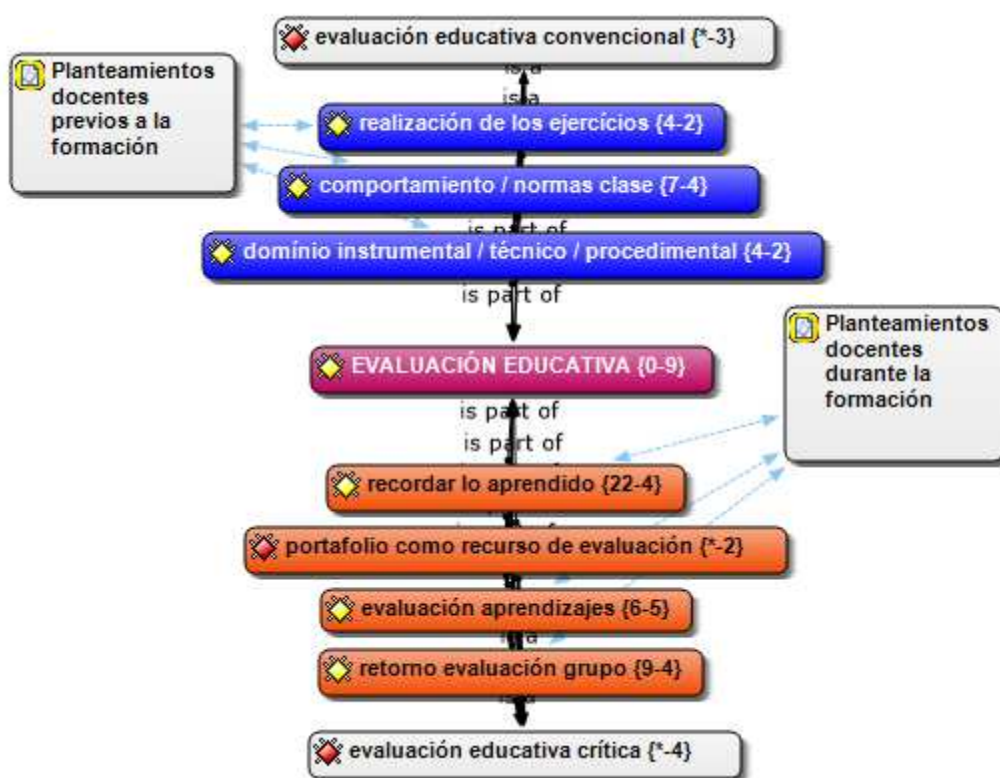 evaluación educativa convencional {*-3}
is a
Planteamientos
docentes
previos a la
formación
is a
realización de los ejercícios {4-2}
comportamiento / normas clase {7-4}
is part of
domínio instrumental / técnico / procedimental {4-2}
is part of
EVALUACIÓN EDUCATIVA {0-9}
Planteamientos
docentes
durante la
formación
is part of
is part of
recordar lo aprendido {22-4}
portafolio como recurso de evaluación {*-2}
evaluación aprendizajes {6-5}
is a
retorno evaluación grupo {9-4}
is a
evaluación educativa crítica {*-4}